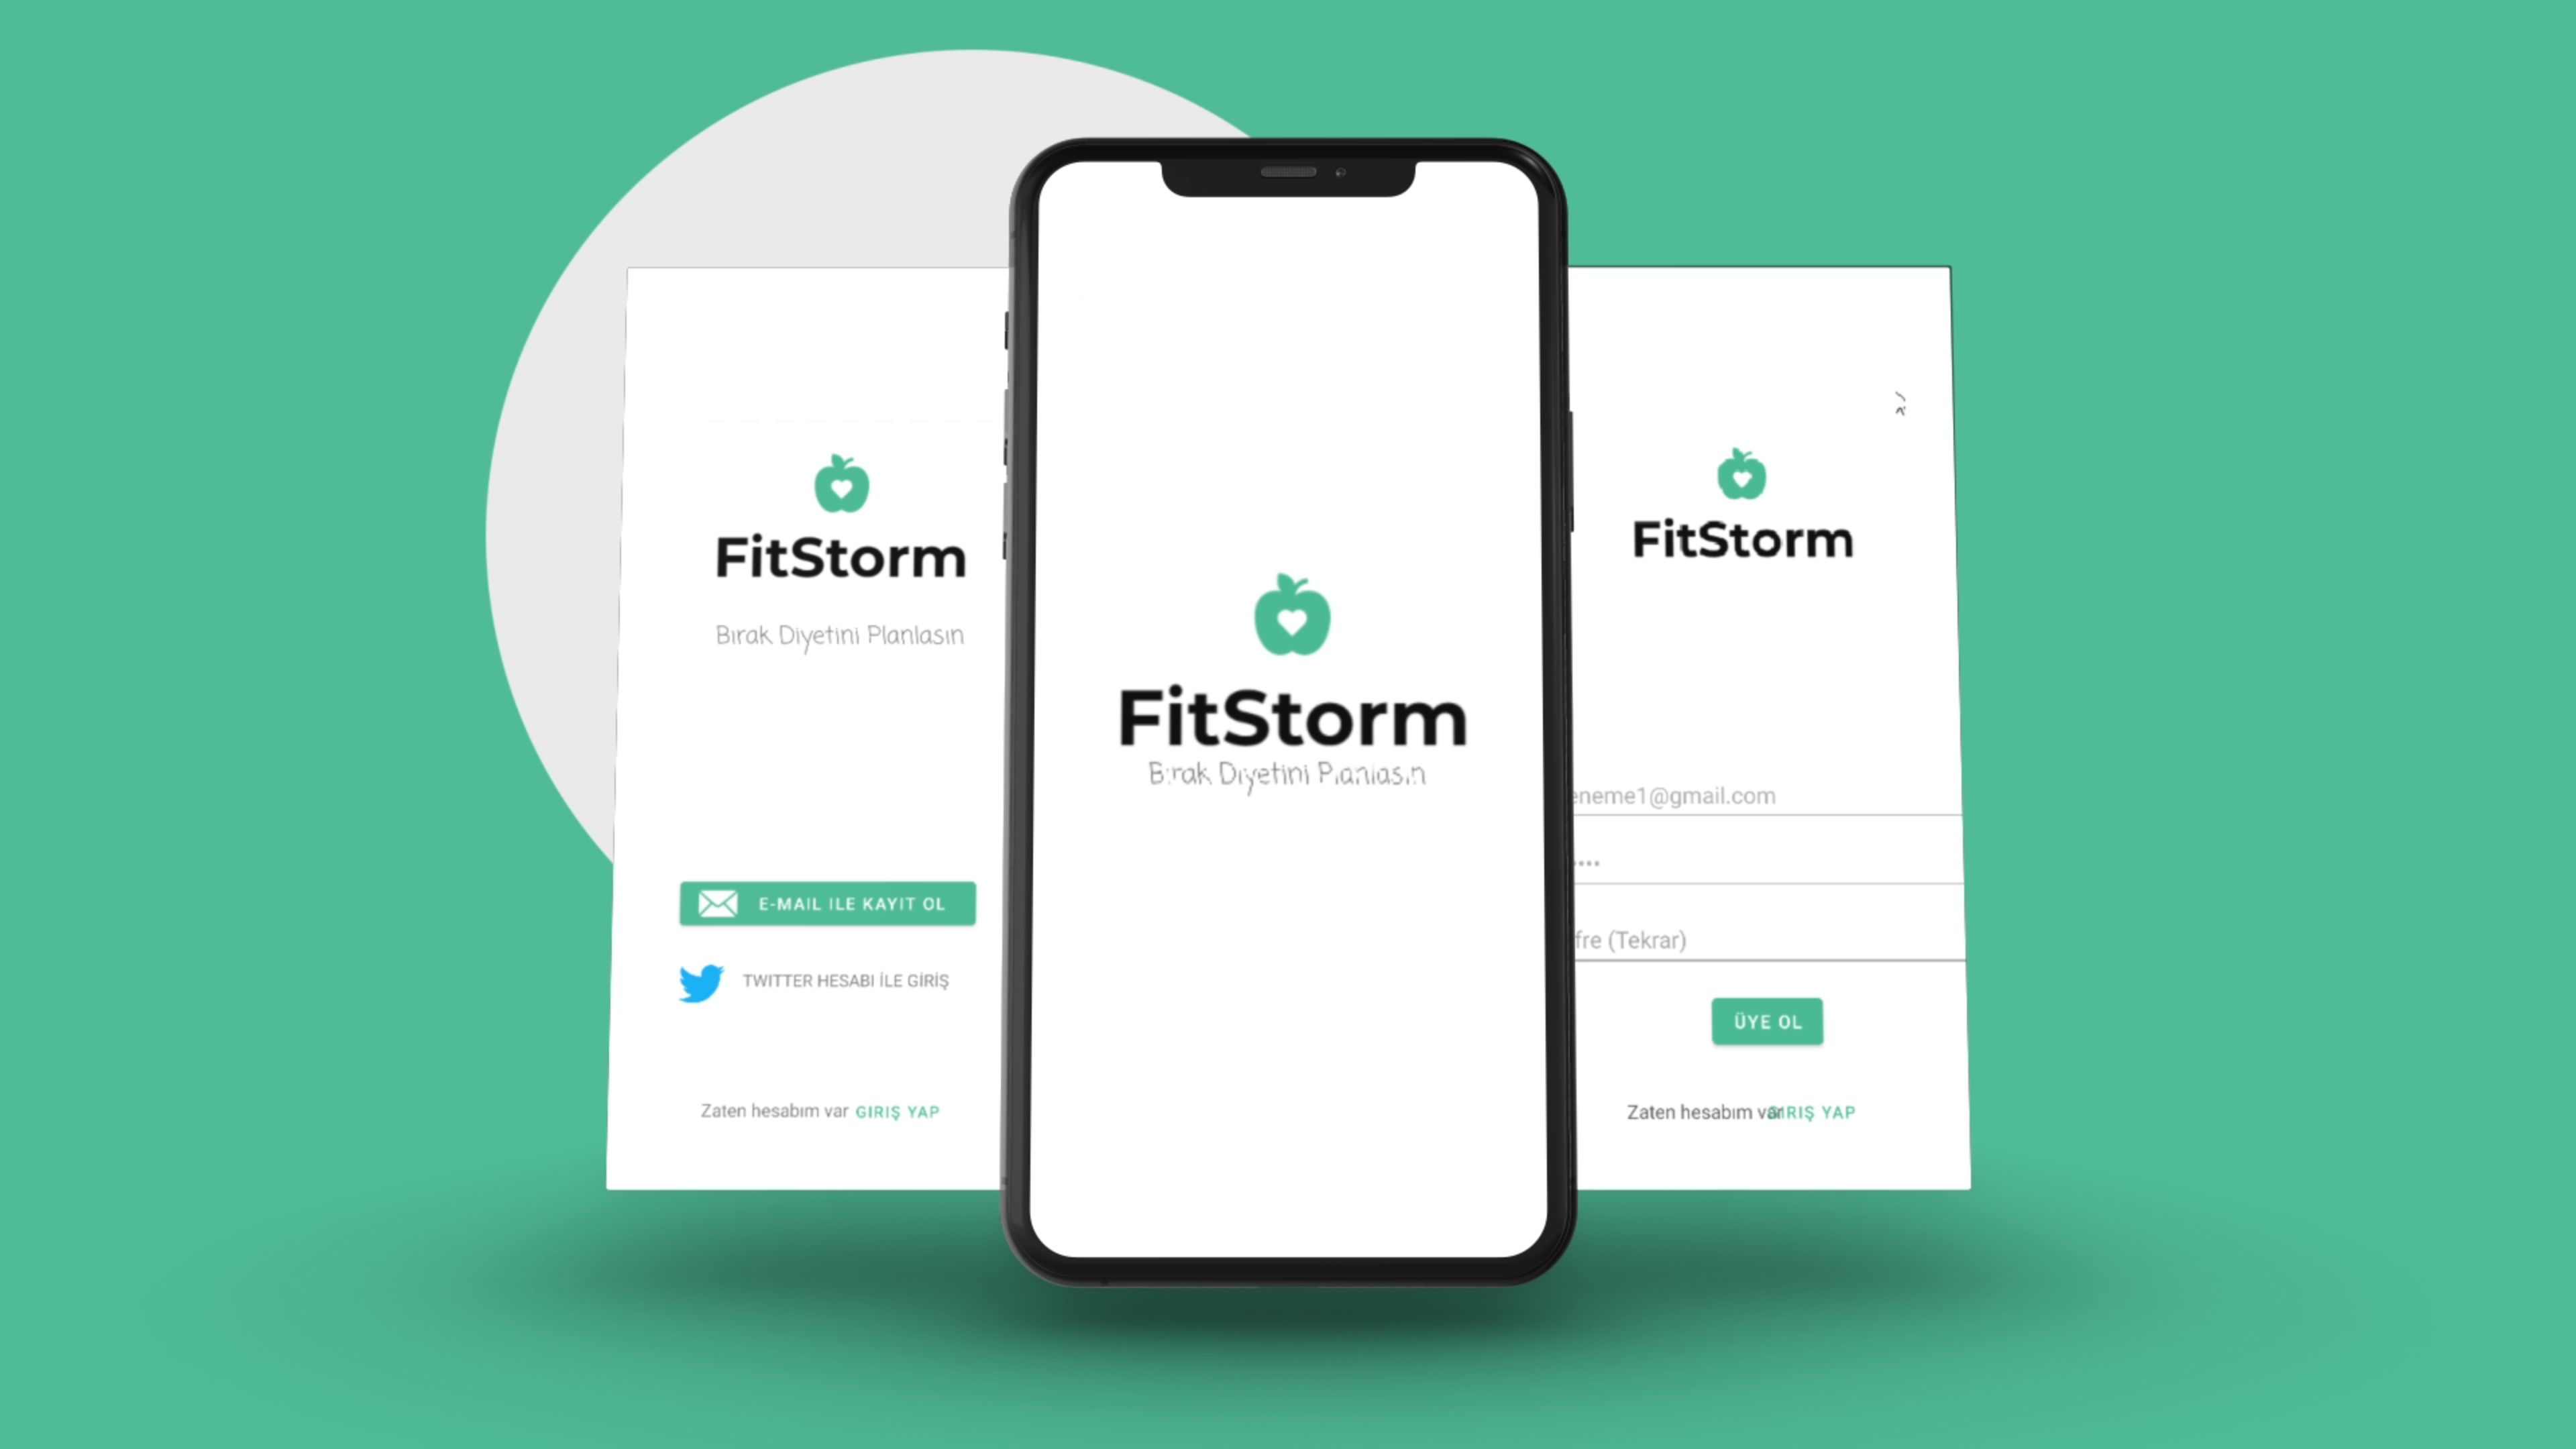 FitStorm
Bırak Diyetini Planlasın
E-MAIL ILE KAYIT OL
TWITTER HESABI İLE GİRİŞ
Zaten hesabım var GIRIŞ YAP
FitStorm
Bırak Diyetini Planlasın
FitStorm
eneme1@gmail.com
....
fre (Tekrar)
ÜYE OL
Zaten hesabım var GIRIŞ YAP